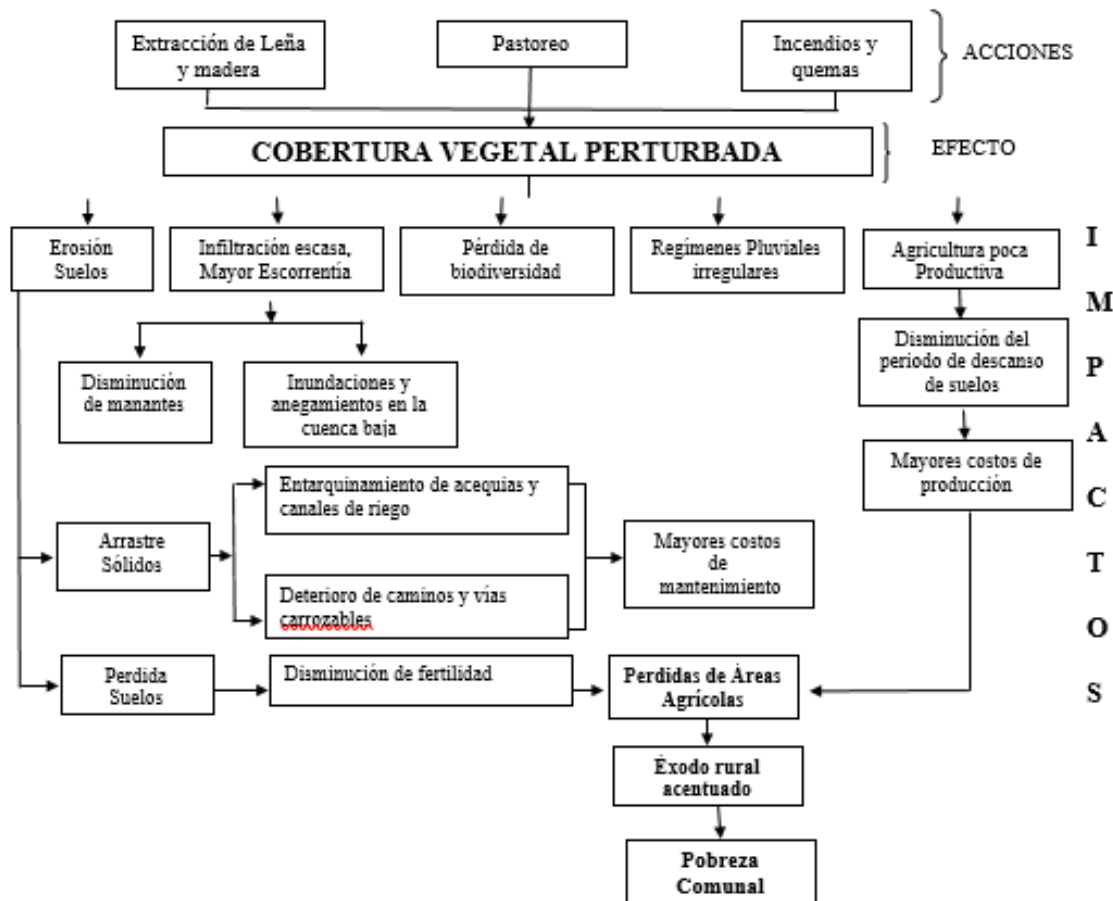 Extracción de Leña
y madera
Pastoreo
Incendios y
quemas
ACCIONES
COBERTURA VEGETAL PERTURBADA
EFECTO
Erosión
Suelos
Infiltración escasa,
Mayor Escorrentía
Pérdida de
biodiversidad
Regímenes Pluviales
irregulares
Agricultura poca
Productiva
I
M
P
A
C
T
O
S
Disminución
de manantes
Inundaciones y
anegamientos en la
cuenca baja
Disminución del
periodo de descanso
de suelos
Mayores costos de
producción
Arrastre
Sólidos
Entarquinamiento de acequias y
canales de riego
Deterioro de caminos y vías
carrozables
Mayores costos
de
mantenimiento
Perdida
Suelos
Disminución de fertilidad
Perdidas de Áreas
Agrícolas
Éxodo rural
acentuado
Pobreza
Comunal